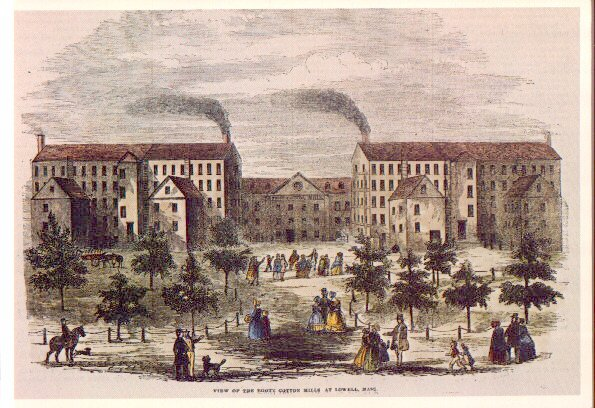 VIEW OF THE BOOTT COTTON MILLS AT LOWELL, MASS.